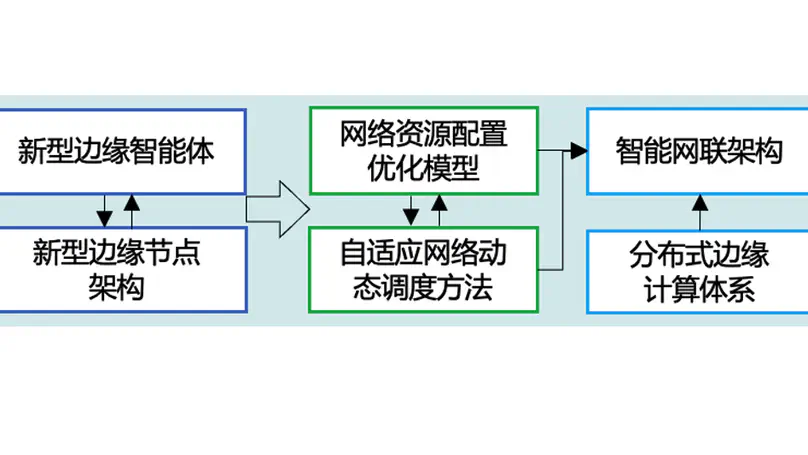 新型边缘智能体
新型边缘节点
架构
网络资源配置
优化模型
自适应网络动
态调度方法
智能网联架构
分布式边缘
计算体系